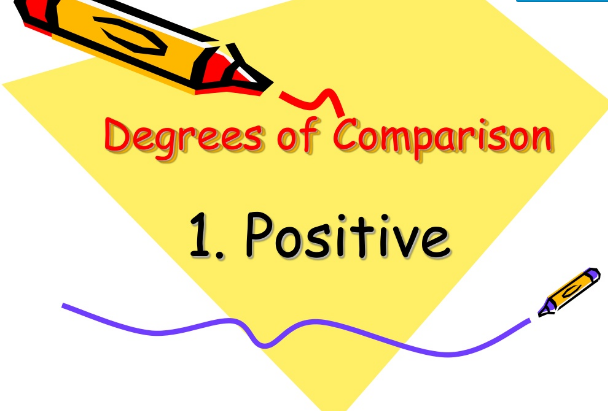 Degrees of Comparison
1. Positive